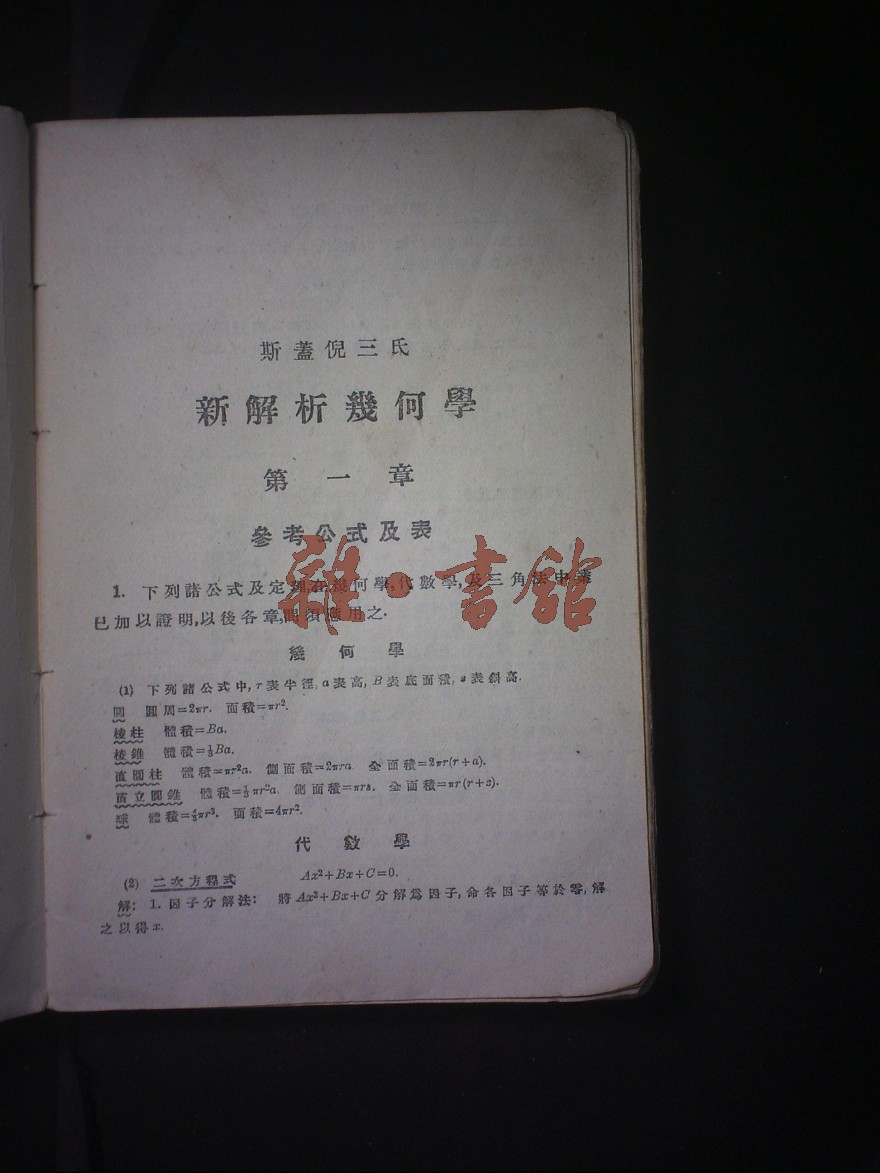 斯蓋倪三氏
新解析幾何學
第一章
參考公式及表
雜·書館
1. 下列諸公式及定理,在幾何學,代數學,及三角法中業
已加以證明,以後各章,間須應用之.
幾何學
(1) 下列諸公式中, r表半徑, a表高, B表底面積, s表斜高.
圓 圓周=2πr. 面積=πr².
棱柱 體積=Ba.
棱錐 體積=⅓Ba.
直圓柱 體積=πr²a. 側面積=2πra. 全面積=2πr(r+a).
直立圓錐 體積=⅓πr²a. 側面積=πrs. 全面積=πr(r+s).
球 體積=4/3πr³. 面積=4πr².
代數學
(2) 二次方程式 Ax²+Bx+C=0.
解: 1. 因子分解法: 將Ax²+Bx+C分解爲因子,命各因子等於零,解
之以得x.